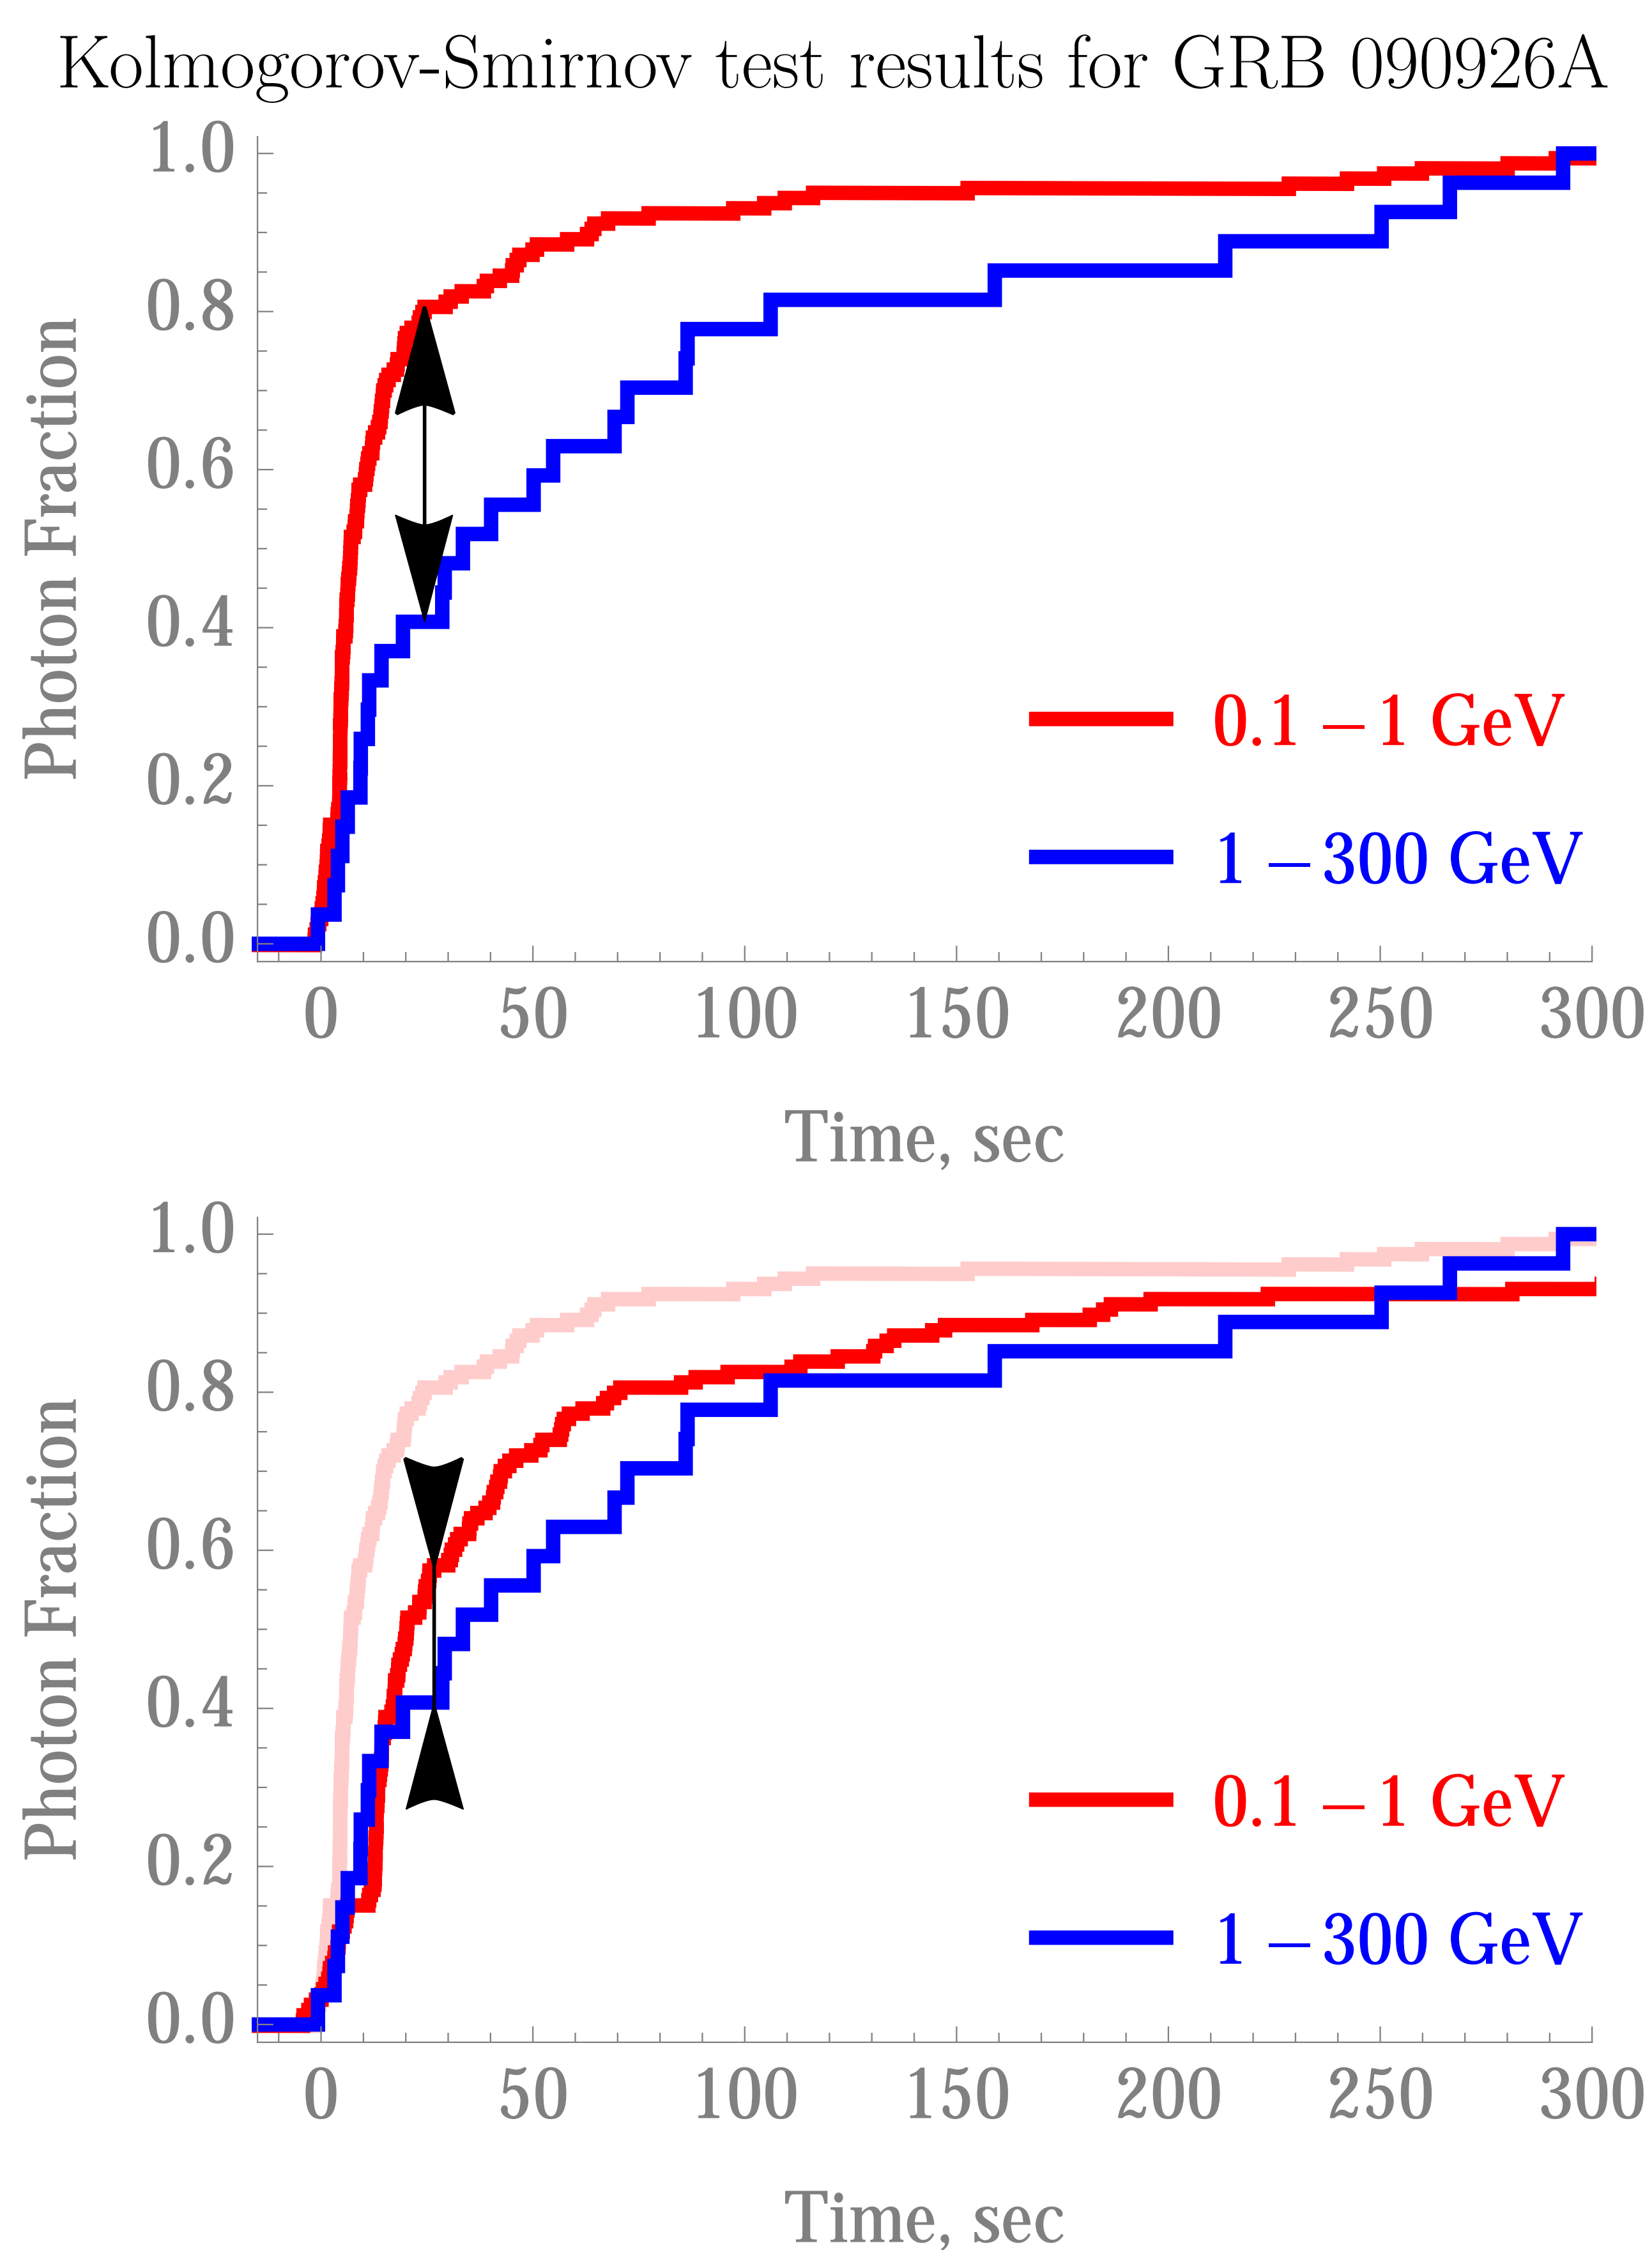 Kolmogorov-Smirnov test results for GRB 090926A
1.0
0.8
0.6
0.4
0.2
0.0
Photon Fraction
0.1 – 1 GeV
1 – 300 GeV
0 50 100 150 200 250 300
Time, sec
1.0
0.8
0.6
0.4
0.2
0.0
Photon Fraction
0.1 – 1 GeV
1 – 300 GeV
0 50 100 150 200 250 300
Time, sec